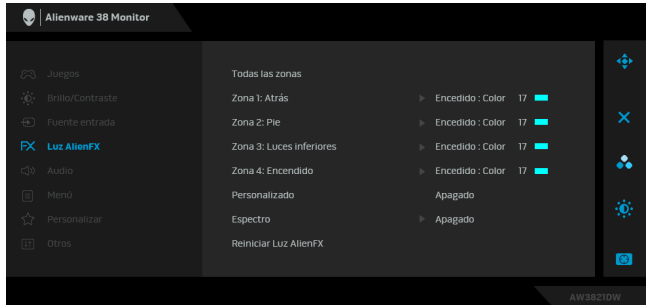 Alienware 38 Monitor
Juegos
Brillo/Contraste
Fuente entrada
FX Luz AlienFX
Audio
Menú
Personalizar
Otros
Todas las zonas
Zona 1: Atrás Encedido : Color 17
Zona 2: Pie Encedido : Color 17
Zona 3: Luces inferiores Encedido : Color 17
Zona 4: Encendido Encedido : Color 17
Personalizado Apagado
Espectro Apagado
Reiniciar Luz AlienFX
AW3821DW